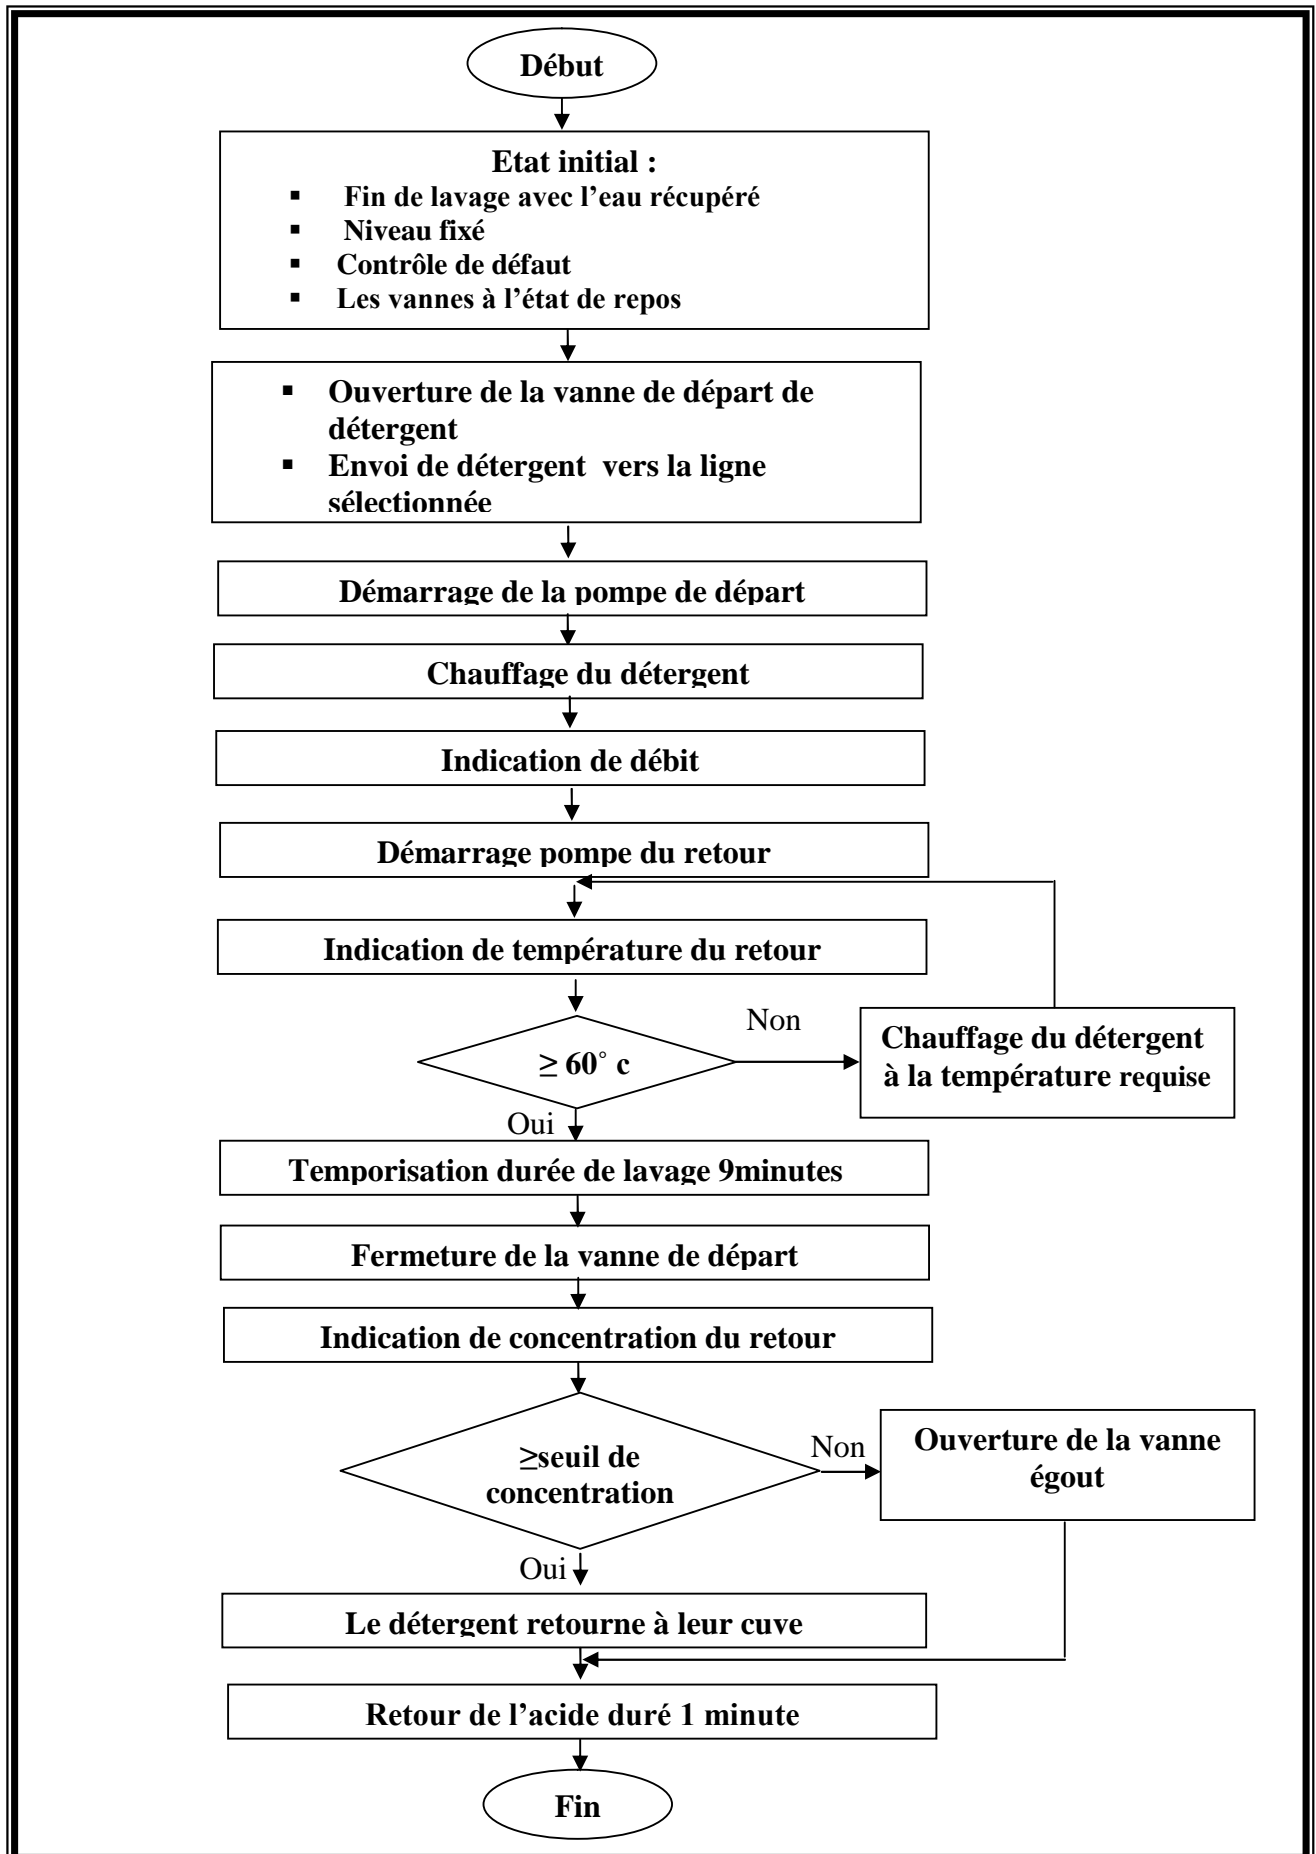 Début
Etat initial :
▪ Fin de lavage avec l’eau récupéré
▪ Niveau fixé
▪ Contrôle de défaut
▪ Les vannes à l’état de repos
▪ Ouverture de la vanne de départ de
détergent
▪ Envoi de détergent vers la ligne
sélectionnée
Démarrage de la pompe de départ
Chauffage du détergent
Indication de débit
Démarrage pompe du retour
Indication de température du retour
≥ 60° c
Non
Chauffage du détergent
à la température requise
Oui
Temporisation durée de lavage 9minutes
Fermeture de la vanne de départ
Indication de concentration du retour
≥seuil de
concentration
Non
Ouverture de la vanne
égout
Oui
Le détergent retourne à leur cuve
Retour de l’acide duré 1 minute
Fin